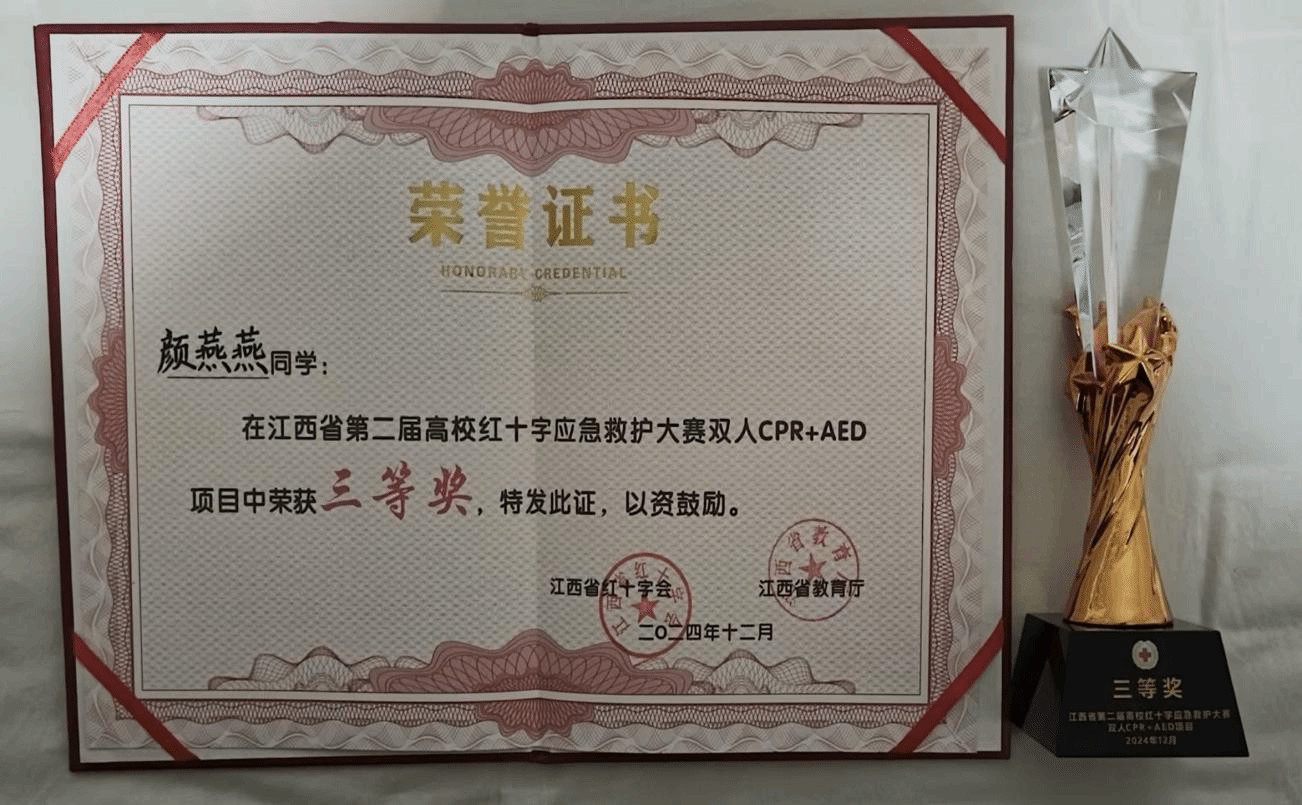 荣誉证书
HONORARY CREDENTIAL
颜燕燕同学：
在江西省第二届高校红十字应急救护大赛双人CPR+AED
项目中荣获三等奖，特发此证，以资鼓励。
江西省红十字会 江西省教育厅
二〇二四年十二月
三等奖
江西省第二届高校红十字应急救护大赛
双人CPR+AED项目
2024年12月